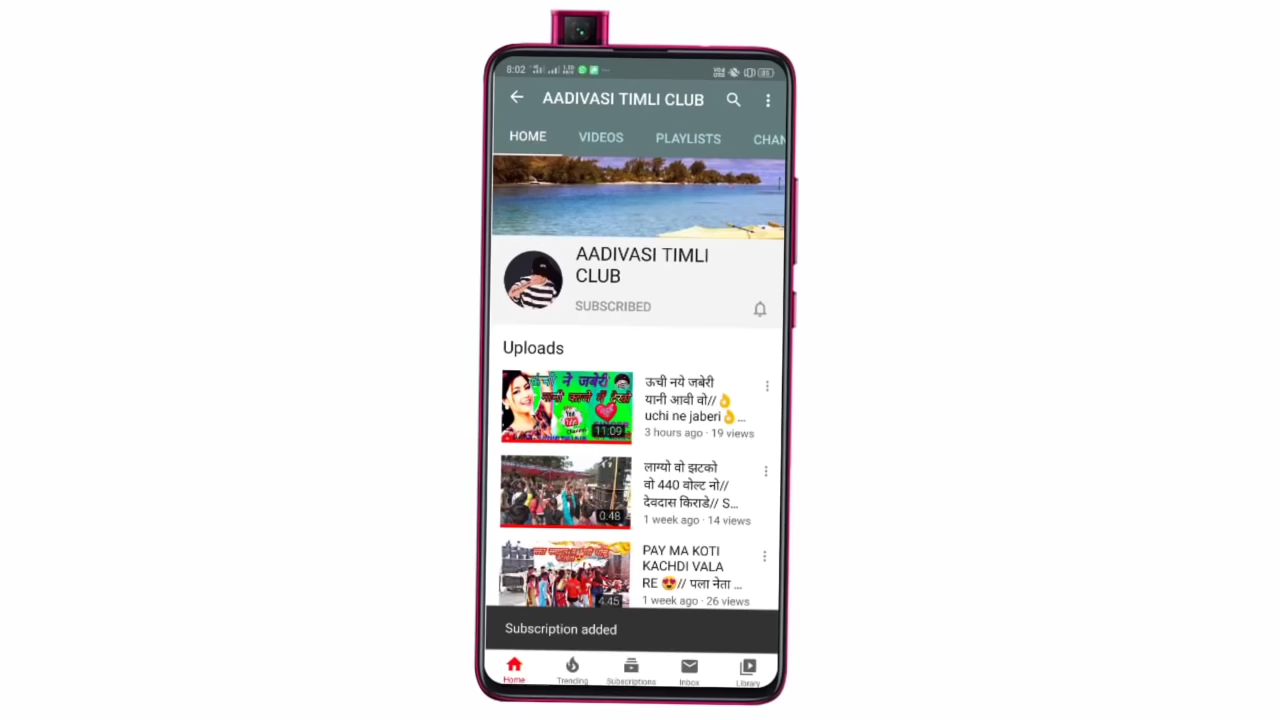 8:02
AADIVASI TIMLI CLUB
HOME VIDEOS PLAYLISTS CHAN
AADIVASI TIMLI
CLUB
SUBSCRIBED
Uploads
11:09
ऊची नये जबेरी
यानी आवी वो//👌
uchi ne jaberi👌...
3 hours ago · 19 views
0:48
लाग्यो वो झटको
वो 440 वोल्ट नो//
देवदास किराडे// S...
1 week ago · 14 views
4:45
PAY MA KOTI
KACHDI VALA
RE 😍// पला नेता ...
1 week ago · 26 views
Subscription added
Home Trending Subscriptions Inbox Library